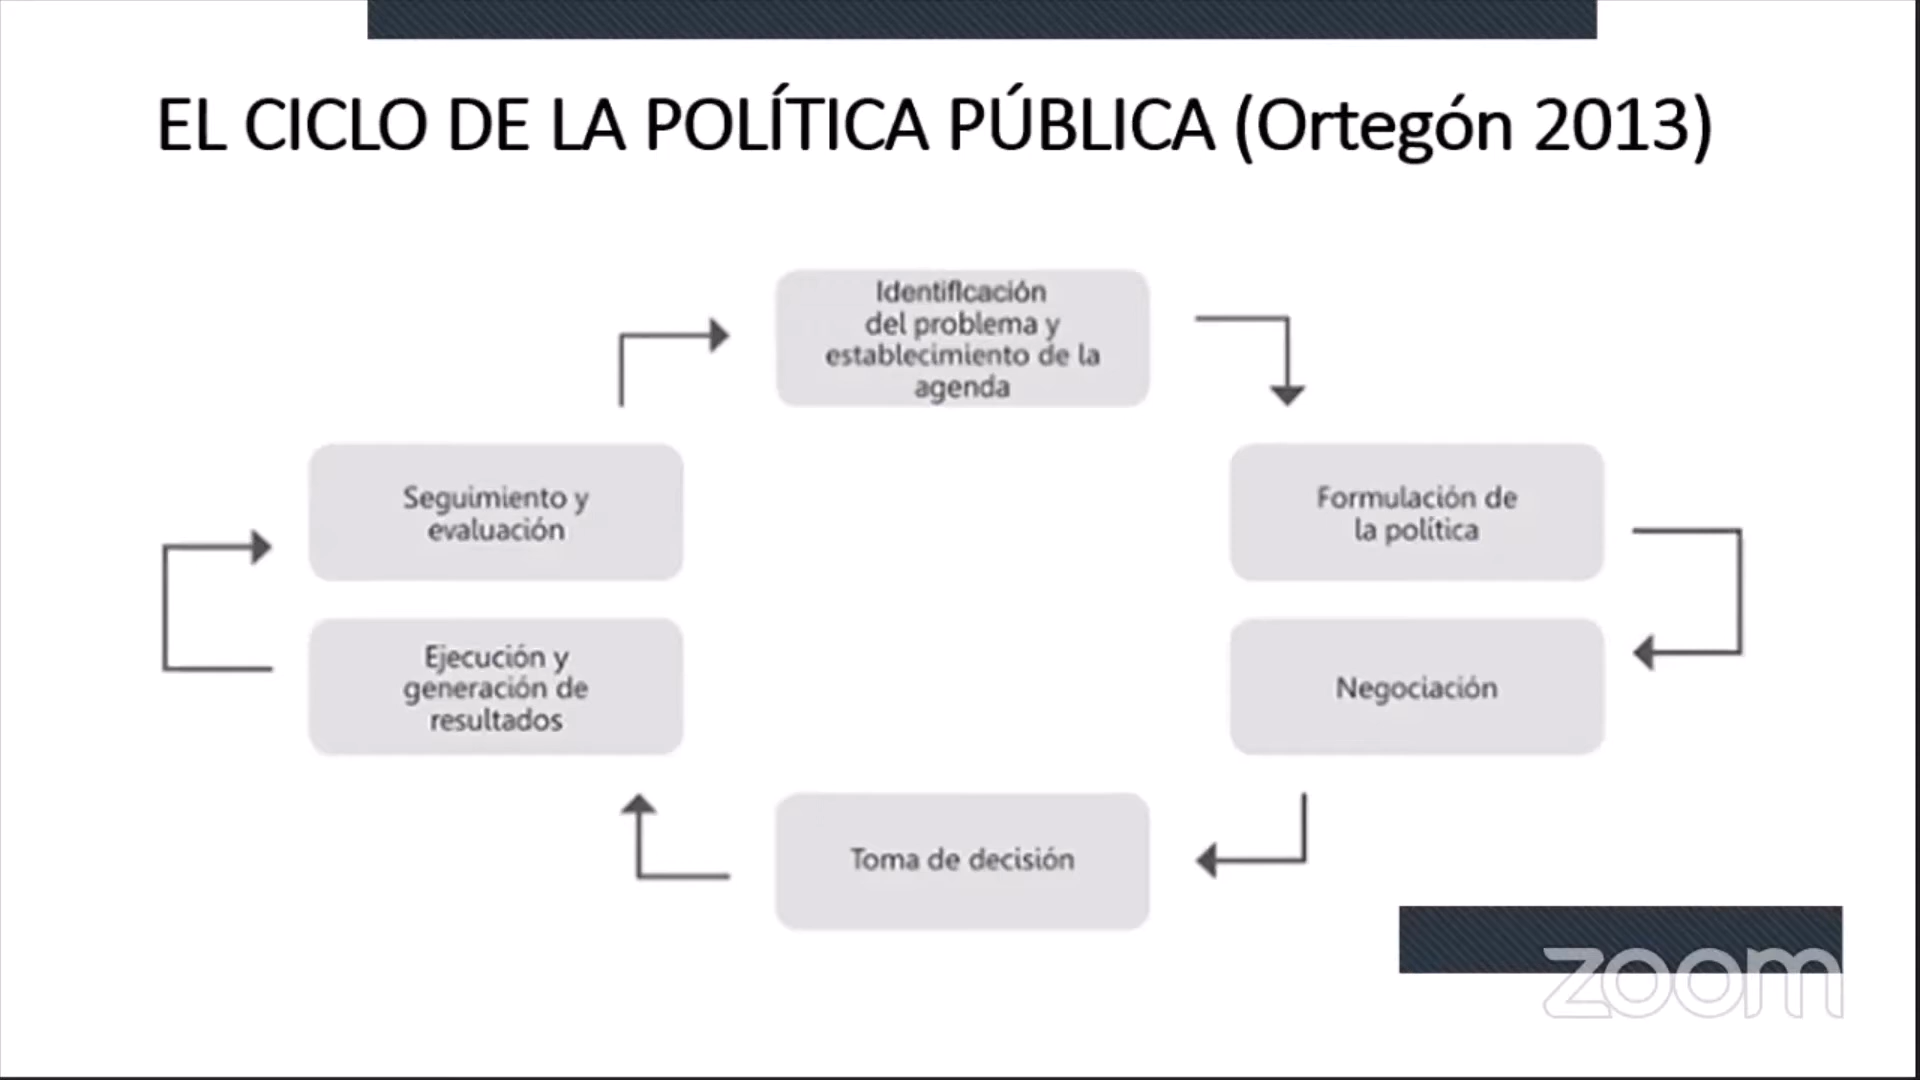 EL CICLO DE LA POLÍTICA PÚBLICA (Ortegón 2013)
Identificación
del problema y
establecimiento de la
agenda
Formulación de
la política
Negociación
Toma de decisión
Ejecución y
generación de
resultados
Seguimiento y
evaluación
zoom